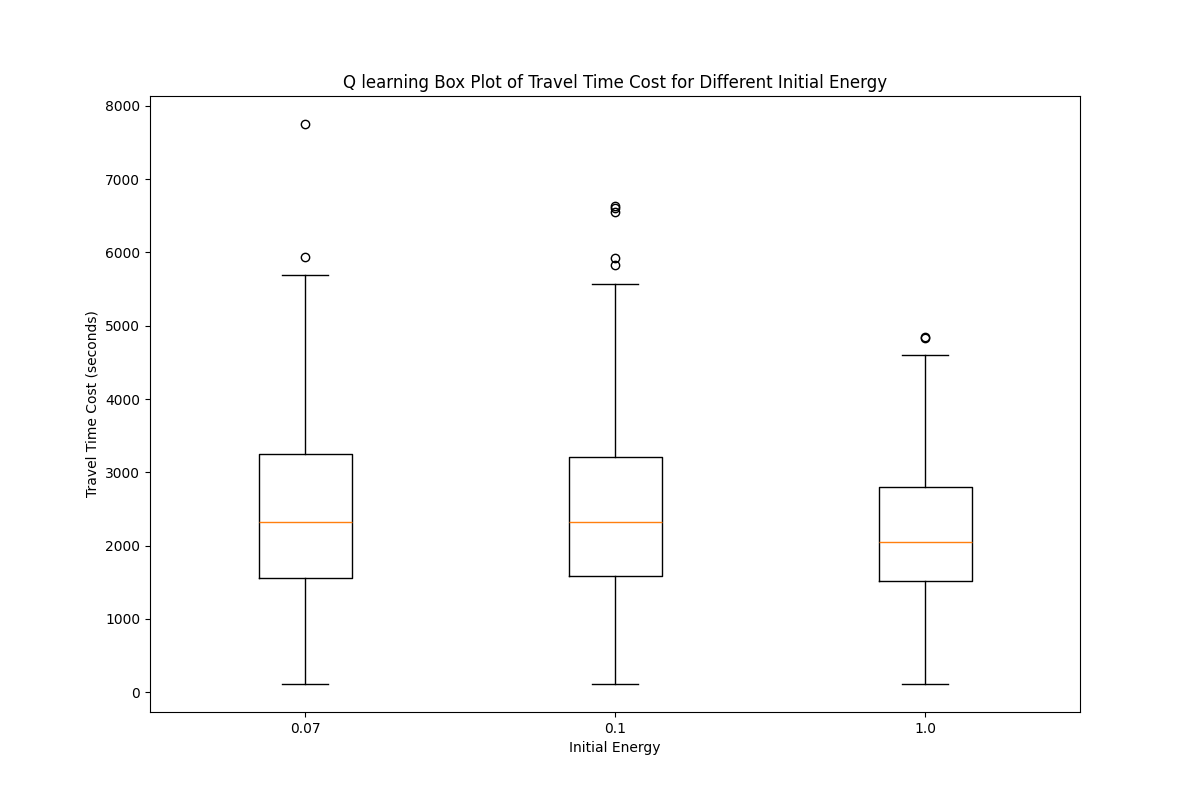 Q learning Box Plot of Travel Time Cost for Different Initial Energy
8000
7000
6000
5000
4000
3000
2000
1000
0
Travel Time Cost (seconds)
0.07 0.1 1.0
Initial Energy